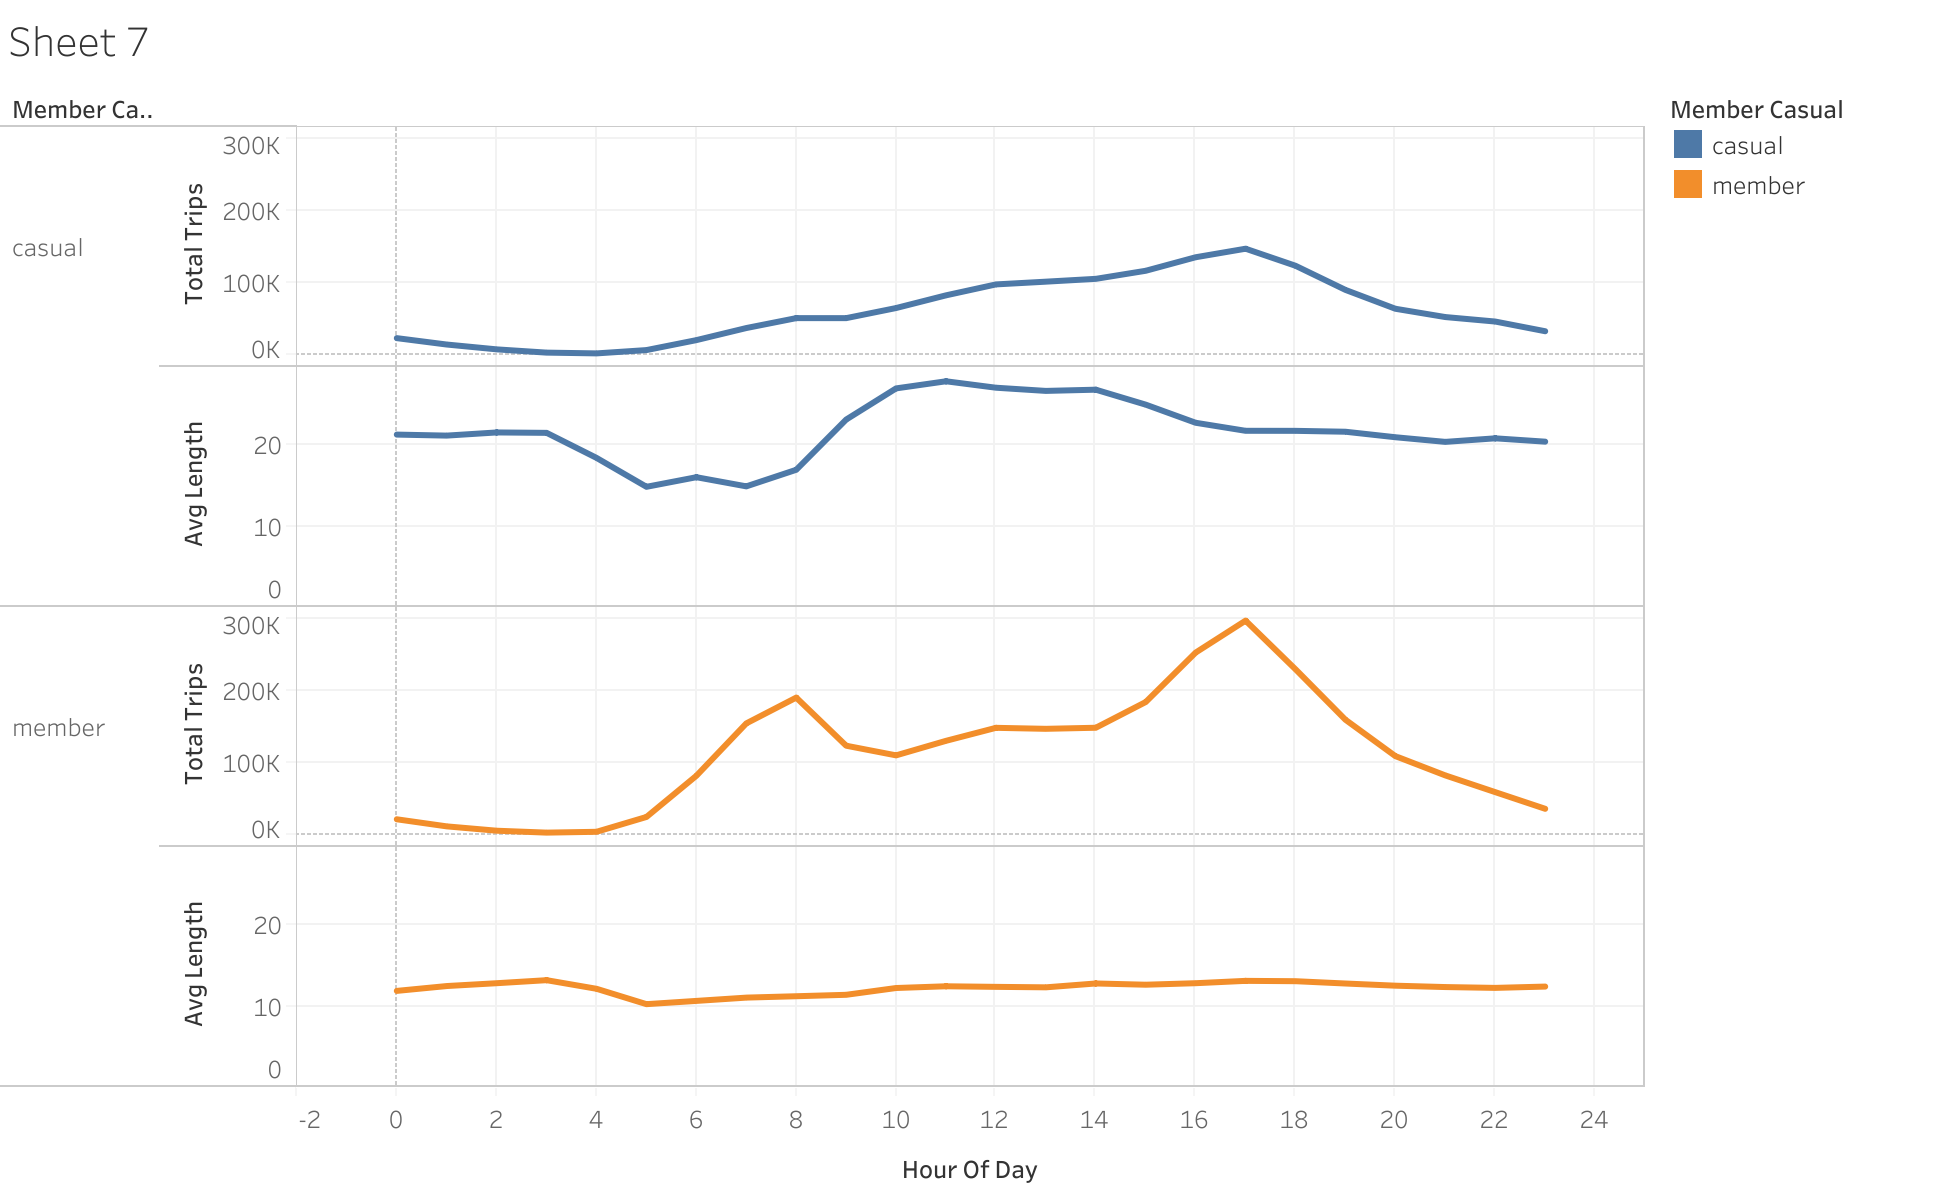 Sheet 7
Member Ca..
casual
Total Trips
300K
200K
100K
0K
Avg Length
20
10
0
member
Total Trips
300K
200K
100K
0K
Avg Length
20
10
0
-2 0 2 4 6 8 10 12 14 16 18 20 22 24
Hour Of Day
Member Casual
casual
member